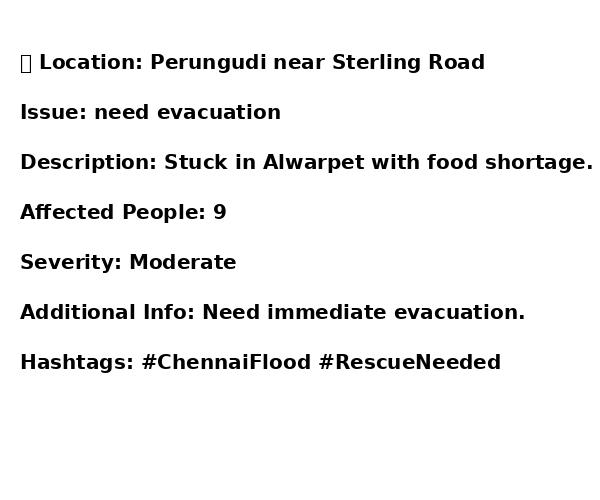 Location: Perungudi near Sterling Road
Issue: need evacuation
Description: Stuck in Alwarpet with food shortage.
Affected People: 9
Severity: Moderate
Additional Info: Need immediate evacuation.
Hashtags: #ChennaiFlood #RescueNeeded